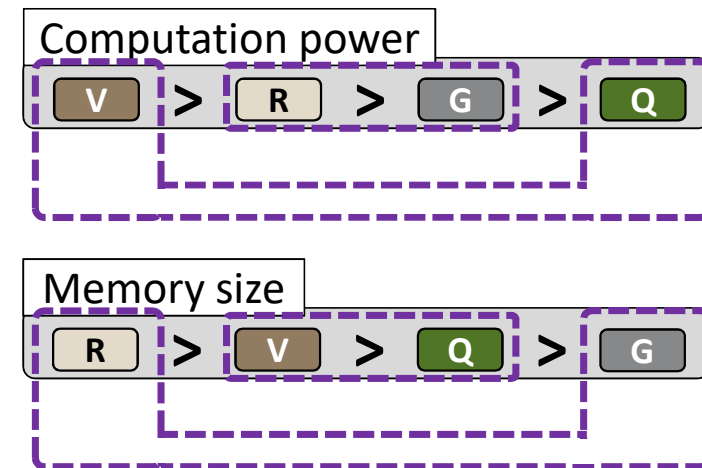 Computation power
V > R > G > Q
Memory size
R > V > Q > G